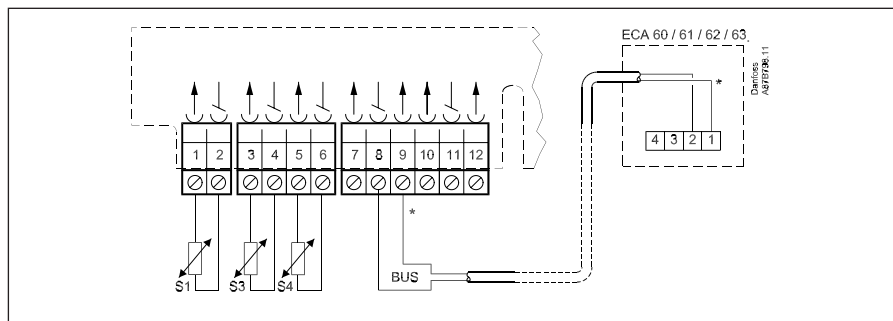 ECA 60 / 61 / 62 / 63
Danfoss
A87B796.11
*
4 3 2 1
1 2 3 4 5 6 7 8 9 10 11 12
*
BUS
S1 S3 S4